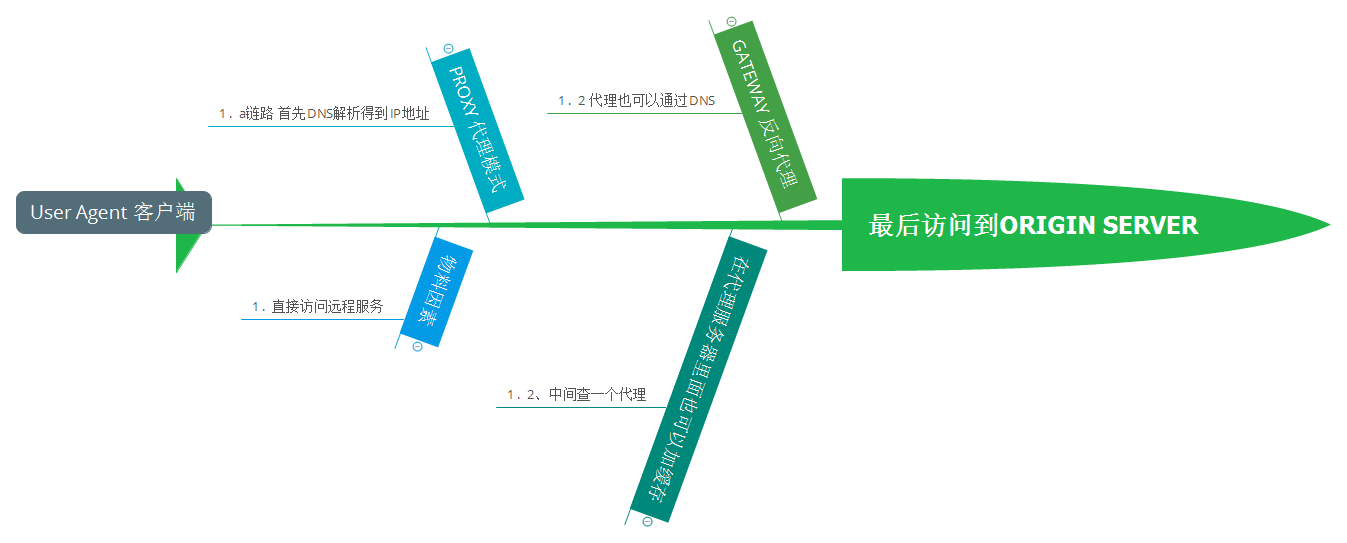 PROXY 代理模式
1. a链路 首先DNS解析得到IP地址
GATEWAY 反向代理
1. 2 代理也可以通过DNS
User Agent 客户端
最后访问到ORIGIN SERVER
物料因素
1. 直接访问远程服务
在代理服务器里面也可以加缓存
1. 2、中间查一个代理